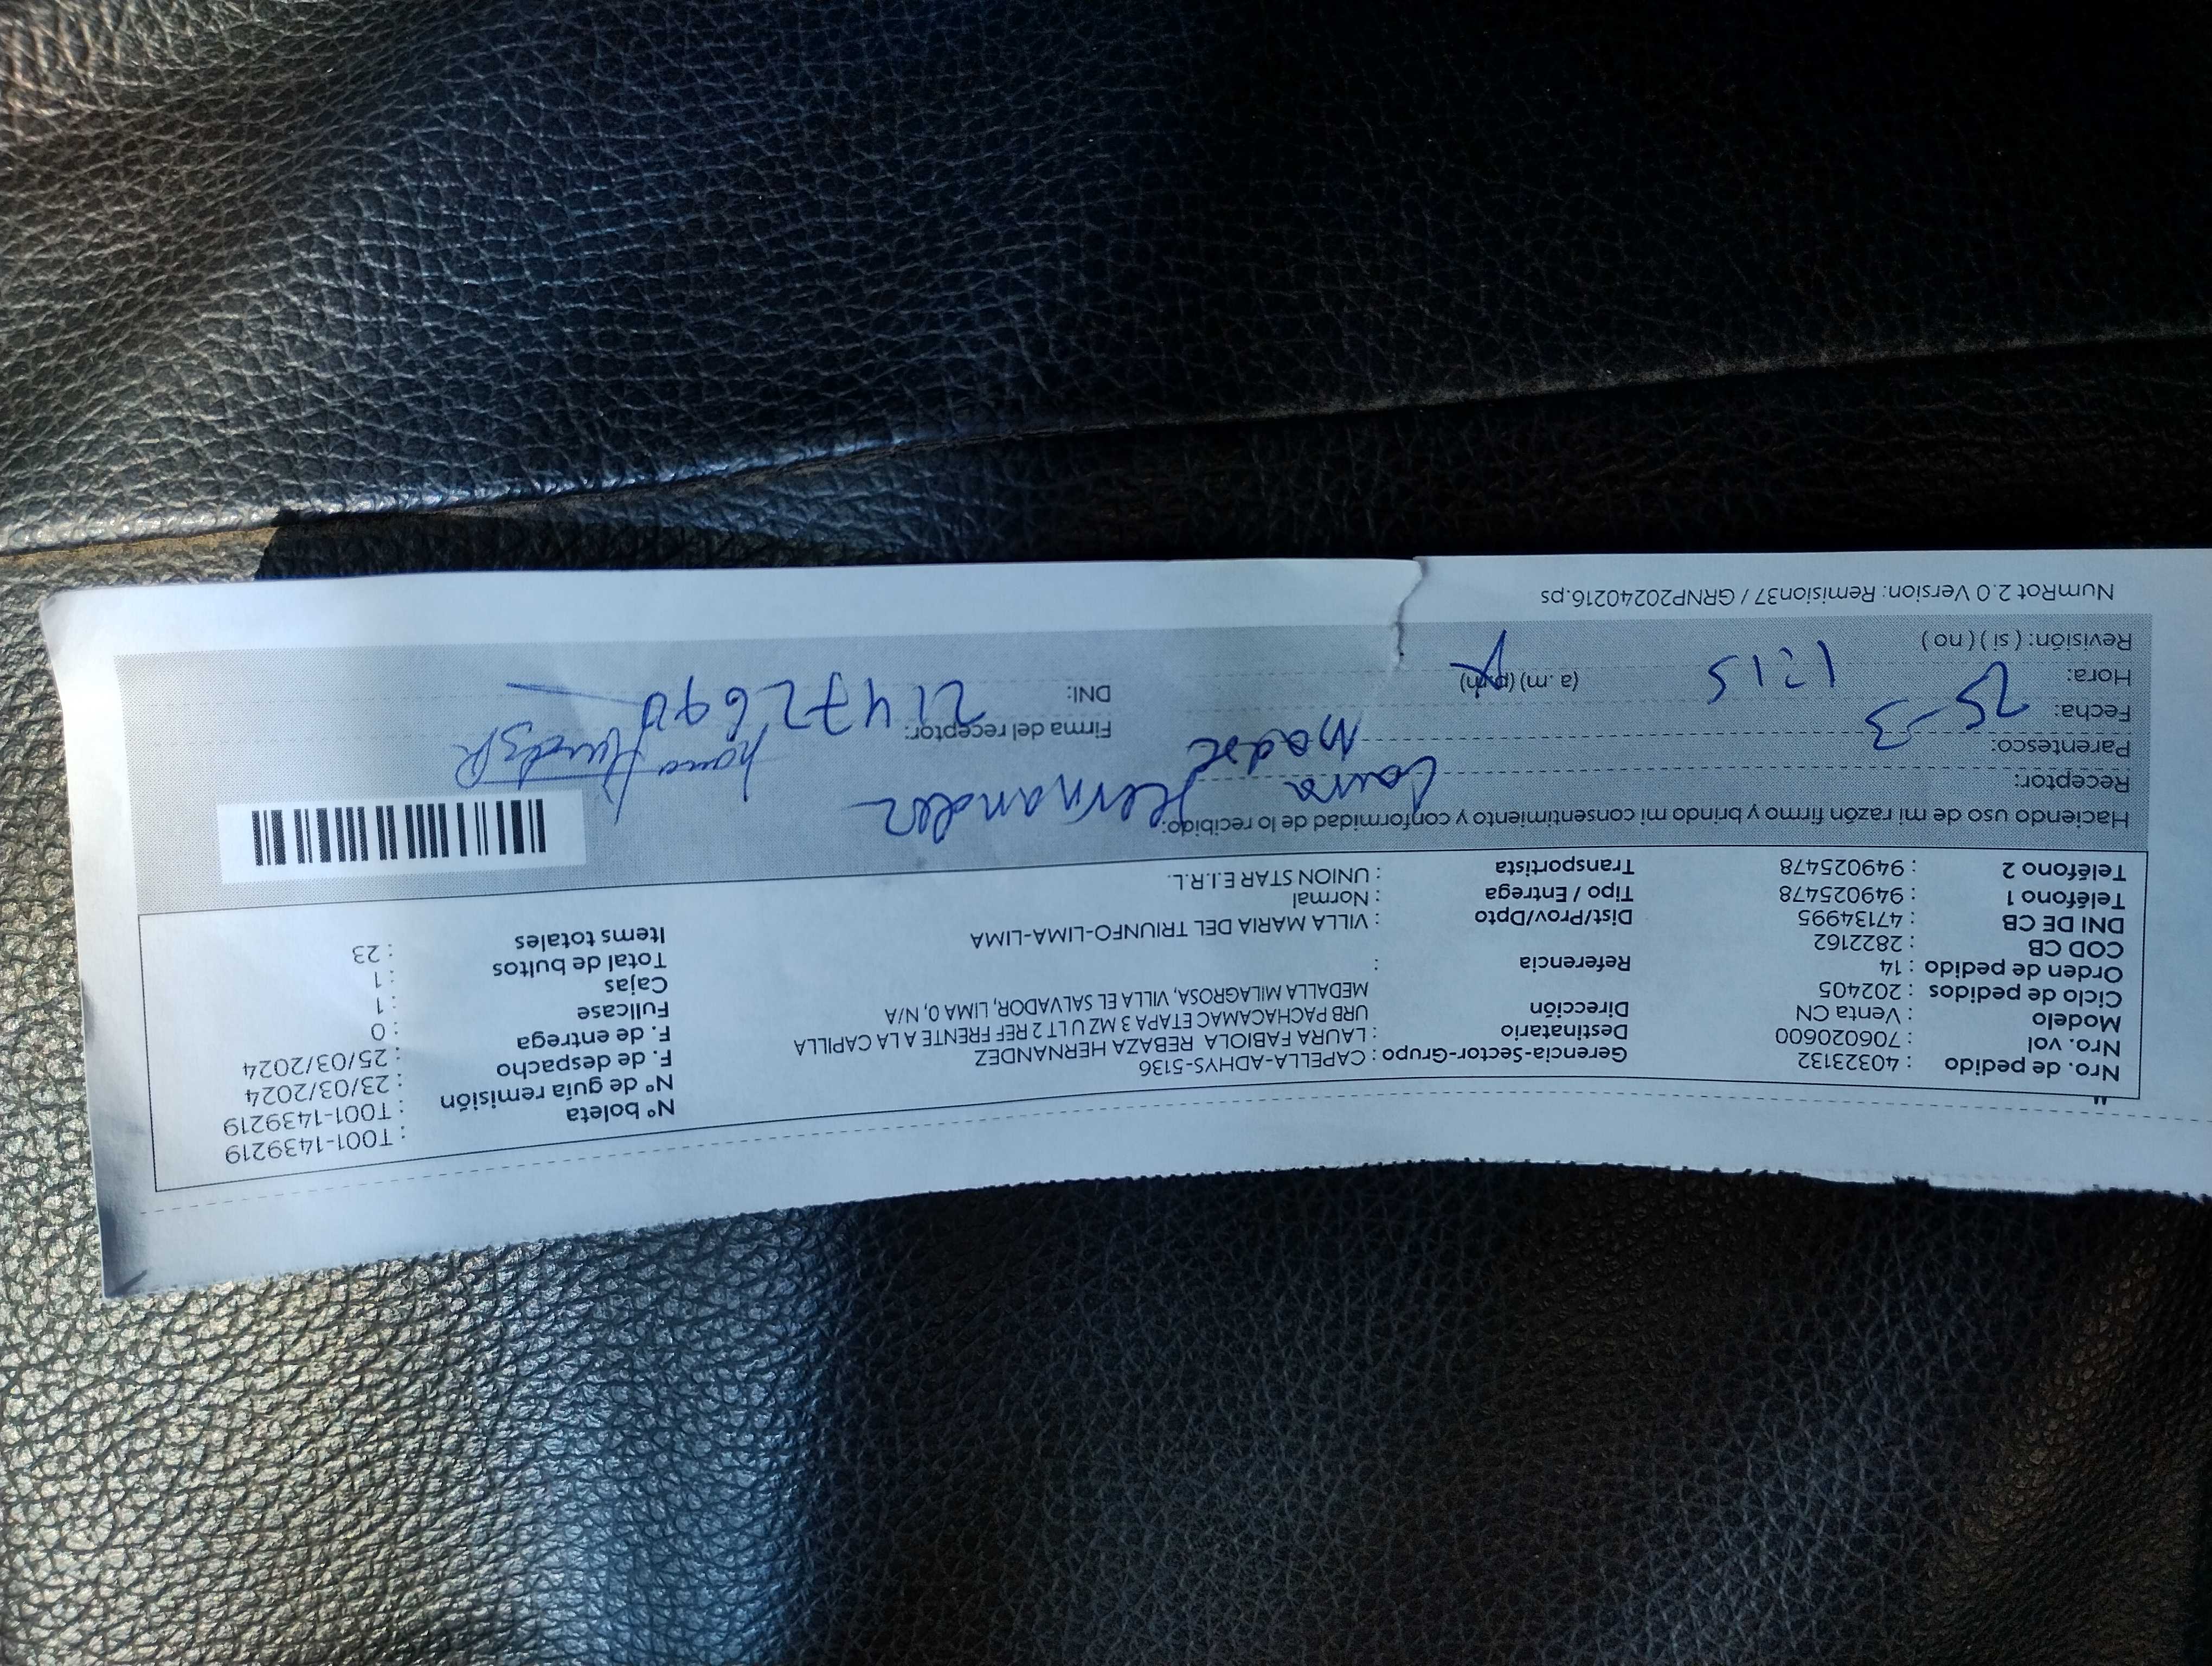 Nro. de pedido : 40323132 Gerencia-Sector-Grupo : CAPELLA-ADHYS-5136 N° boleta : T001-1439219
Nro. vol. : 706020600 Destinatario : LAURA FABIOLA REBAZA HERNANDEZ N° de guía remisión : T001-1439219
Modelo : Venta CN Dirección URB PACHACAMAC ETAPA 3 MZ U LT 2 REF FRENTE A LA CAPILLA F. de despacho : 23/03/2024
Ciclo de pedidos : 202405 MEDALLA MILAGROSA, VILLA EL SALVADOR, LIMA 0, N/A F. de entrega : 25/03/2024
Orden de pedido : 14 Referencia : Fullcase : 0
COD CB : 2822162 Cajas : 1
DNI DE CB : 47134995 Dist/Prov/Dpto : VILLA MARIA DEL TRIUNFO-LIMA-LIMA Total de bultos : 1
Teléfono 1 : 949025478 Tipo / Entrega : Normal Items totales : 23
Teléfono 2 : 949025478 Transportista : UNION STAR E.I.R.L.
Haciendo uso de mi razón firmo y brindo mi consentimiento y conformidad de lo recibido:
Receptor: Laura Hernandez
Parentesco: Madre
Fecha: 25-3 Firma del receptor:
Hora: 1:15 (a.m) (p.m) DNI: 21472690
Revisión: ( si ) ( no )
NumRot 2.0 Version: Remision37 / GRNP20240216.ps